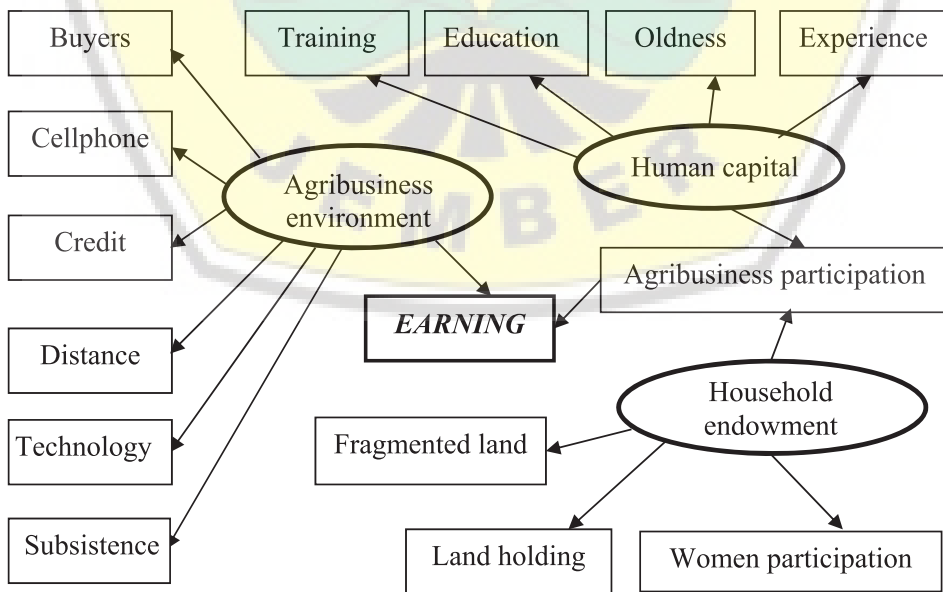 Buyers
Training
Education
Oldness
Experience
Cellphone
Agribusiness
environment
Human capital
Credit
Agribusiness participation
EARNING
Distance
Household
endowment
Technology
Fragmented land
Subsistence
Land holding
Women participation
EMBER